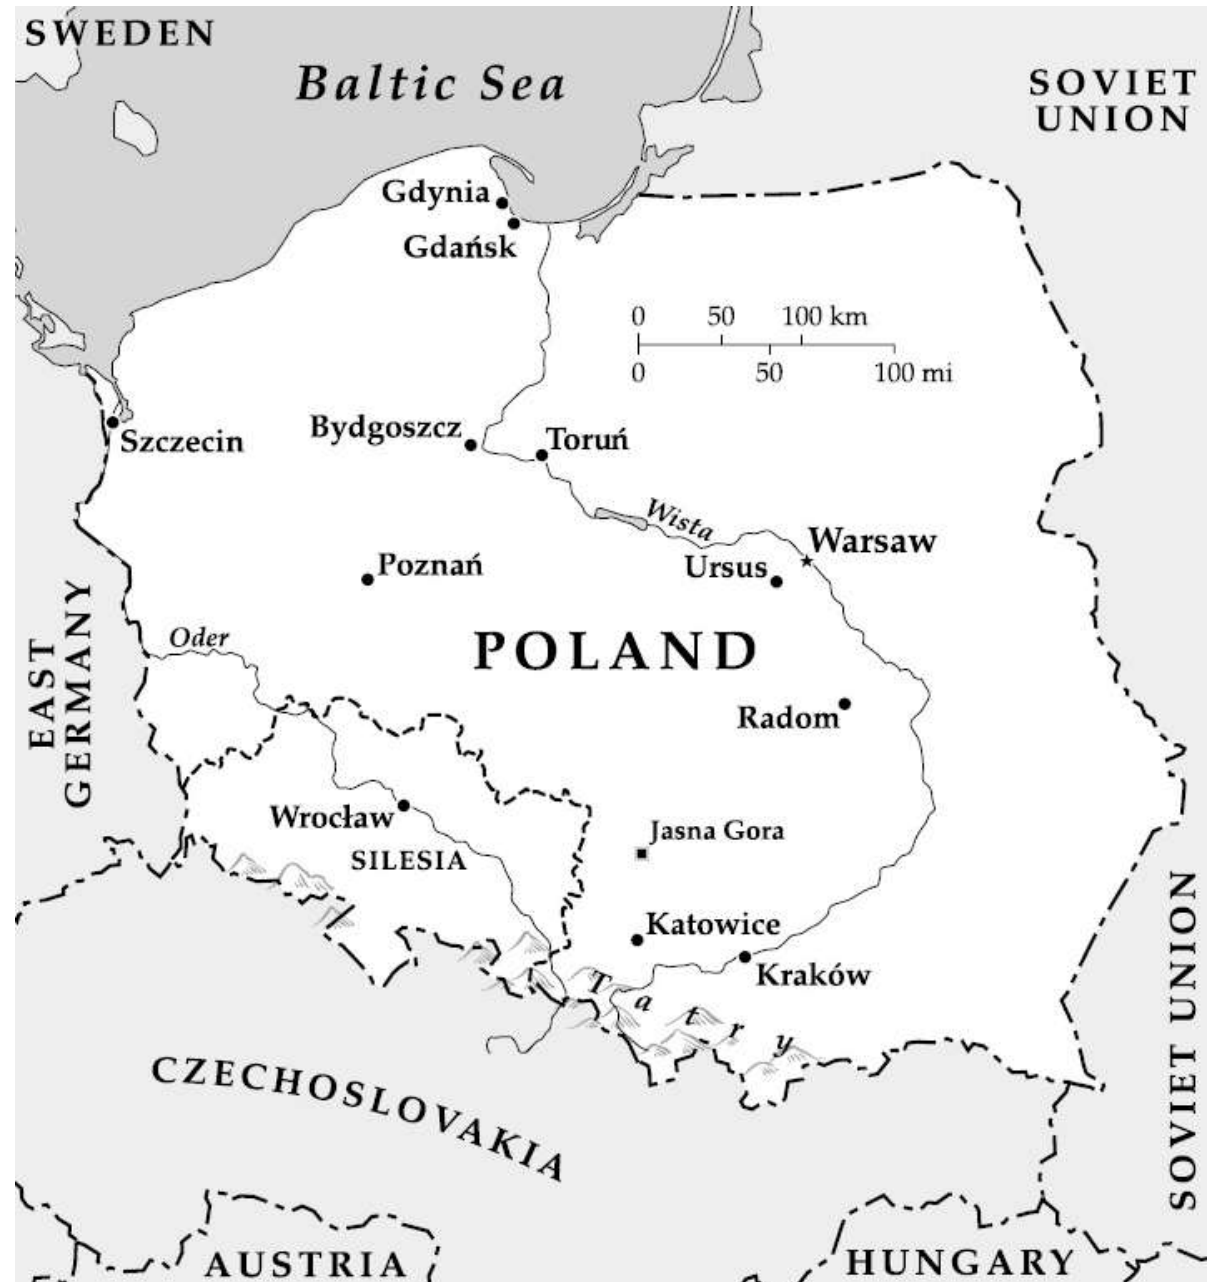 SWEDEN
Baltic Sea
SOVIET
UNION
Gdynia
Gdańsk
0 50 100 km
0 50 100 mi
Bydgoszcz
Toruń
Szczecin
Wista
Warsaw
Ursus
Poznań
EAST
GERMANY
Oder
POLAND
Radom
Wrocław
SILESIA
Jasna Gora
Katowice
Kraków
Tatry
SOVIET UNION
CZECHOSLOVAKIA
AUSTRIA
HUNGARY